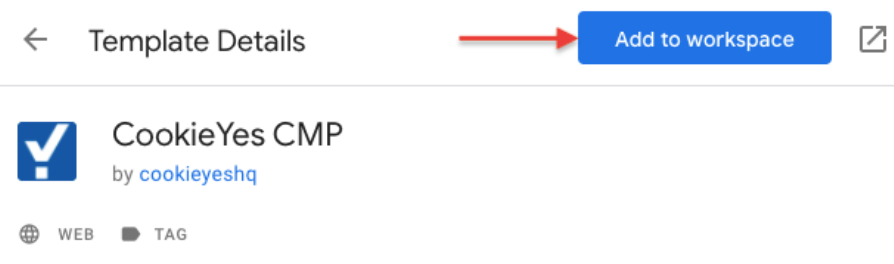 Template Details
Add to workspace
CookieYes CMP
by cookieyeshq
WEB TAG